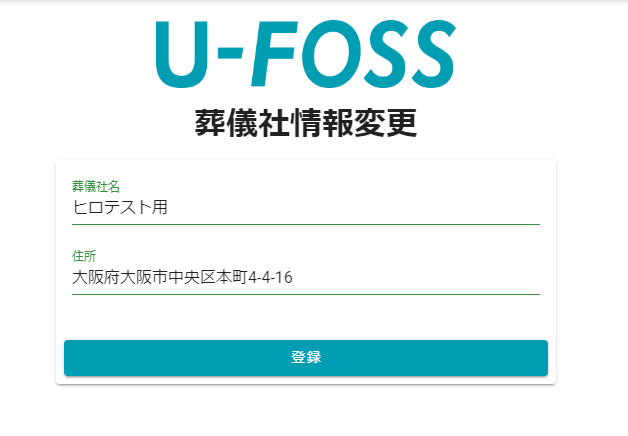 U-FOSS
葬儀社情報変更
葬儀社名
ヒロテスト用
住所
大阪府大阪市中央区本町4-4-16
登録